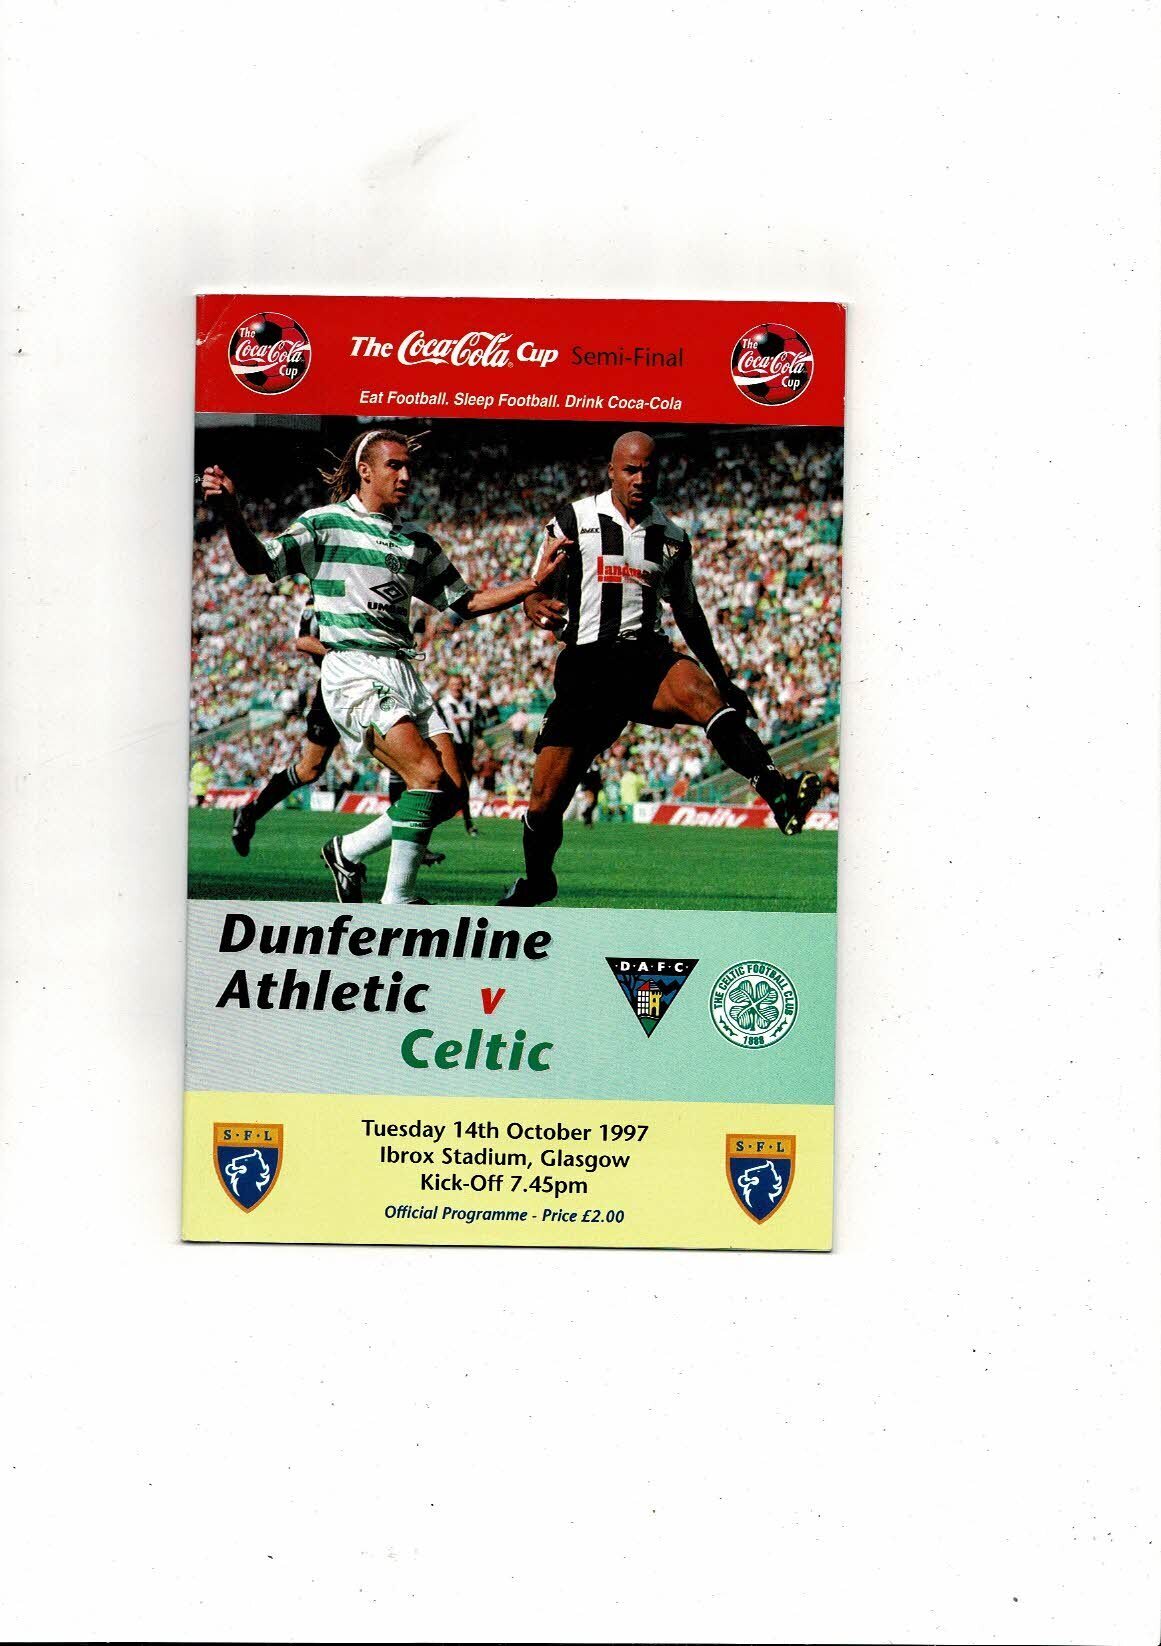 The Coca-Cola Cup
The Coca-Cola Cup Semi-Final
The Coca-Cola Cup
Eat Football. Sleep Football. Drink Coca-Cola
UMBRO
Daily
Dunfermline
Athletic v
Celtic
D·A·F·C·
THE CELTIC FOOTBALL CLUB
1888
S·F·L
Tuesday 14th October 1997
Ibrox Stadium, Glasgow
Kick-Off 7.45pm
Official Programme - Price £2.00
S·F·L